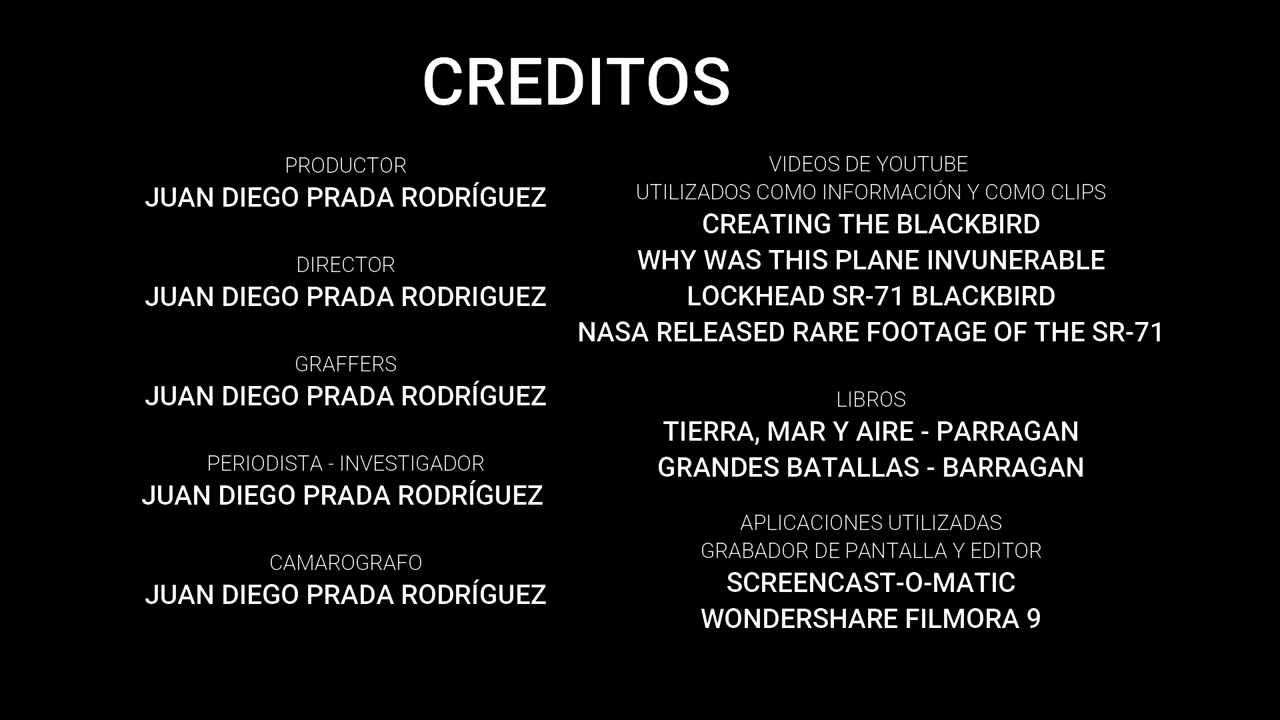 CREDITOS
PRODUCTOR
JUAN DIEGO PRADA RODRÍGUEZ
DIRECTOR
JUAN DIEGO PRADA RODRIGUEZ
GRAFFERS
JUAN DIEGO PRADA RODRÍGUEZ
PERIODISTA - INVESTIGADOR
JUAN DIEGO PRADA RODRÍGUEZ
CAMAROGRAFO
JUAN DIEGO PRADA RODRÍGUEZ
VIDEOS DE YOUTUBE
UTILIZADOS COMO INFORMACIÓN Y COMO CLIPS
CREATING THE BLACKBIRD
WHY WAS THIS PLANE INVUNERABLE
LOCKHEAD SR-71 BLACKBIRD
NASA RELEASED RARE FOOTAGE OF THE SR-71
LIBROS
TIERRA, MAR Y AIRE - PARRAGAN
GRANDES BATALLAS - BARRAGAN
APLICACIONES UTILIZADAS
GRABADOR DE PANTALLA Y EDITOR
SCREENCAST-O-MATIC
WONDERSHARE FILMORA 9